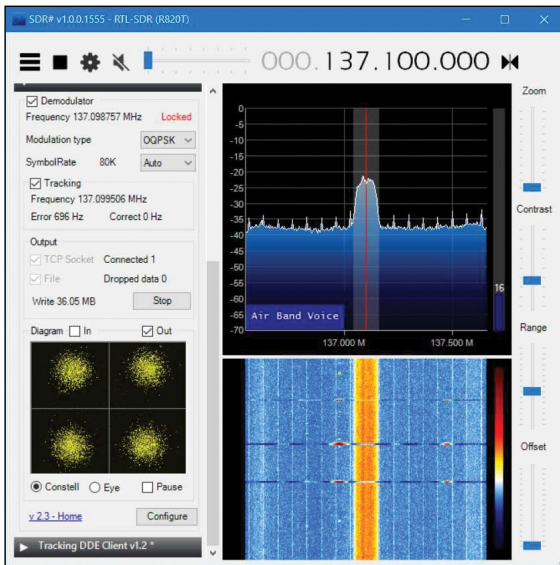 SDR# v1.0.0.1555 - RTL-SDR (R820T)
000.137.100.000
Demodulator
Frequency 137.098757 MHz Locked
Modulation type OQPSK
SymbolRate 80K Auto
Tracking
Frequency 137.099506 MHz
Error 696 Hz Correct 0 Hz
Output
TCP Socket Connected 1
File Dropped data 0
Write 36.05 MB Stop
Diagram In Out
Constell Eye Pause
v 2.3 - Home Configure
Tracking DDE Client v1.2 *
0
-5
-10
-15
-20
-25
-30
-35
-40
-45
-50
-55
-60
-65
-70
Air Band Voice
16
137.000 M 137.500 M
Zoom
Contrast
Range
Offset